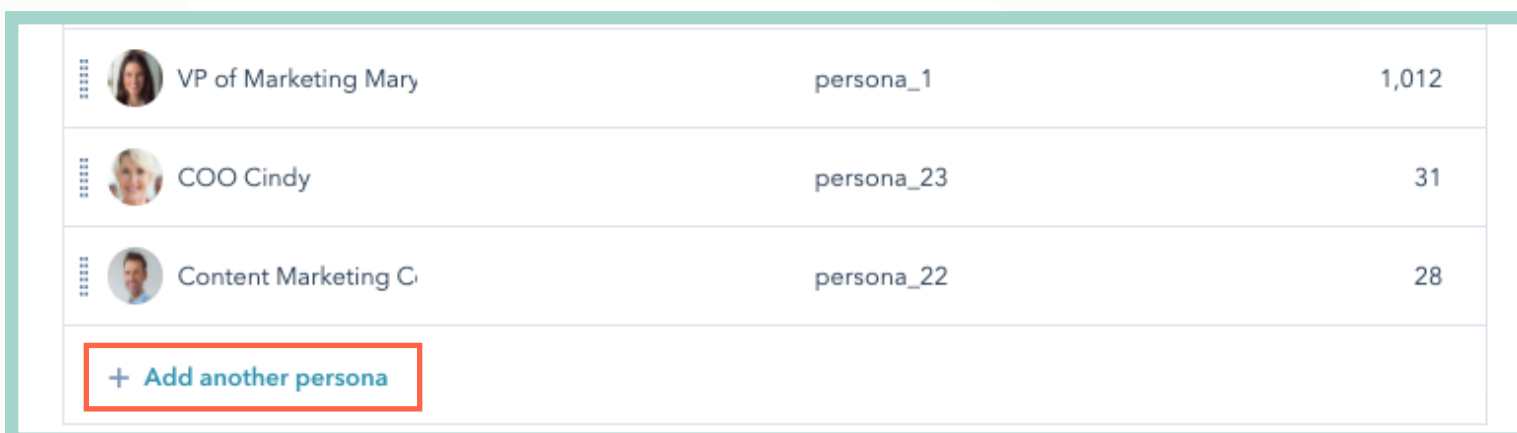 VP of Marketing Mary persona_1 1,012
COO Cindy persona_23 31
Content Marketing persona_22 28
+ Add another persona